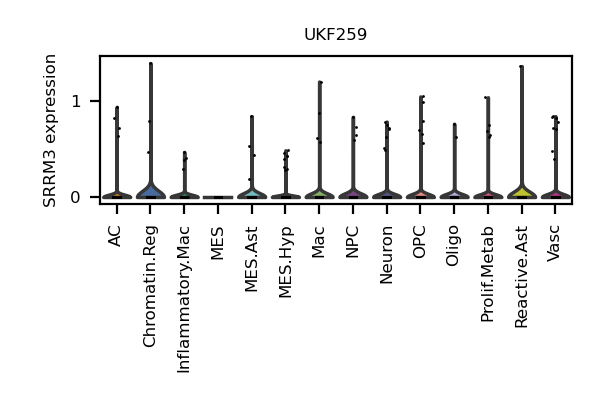 UKF259
SRRM3 expression
1
0
AC
Chromatin.Reg
Inflammatory.Mac
MES
MES.Ast
MES.Hyp
Mac
NPC
Neuron
OPC
Oligo
Prolif.Metab
Reactive.Ast
Vasc